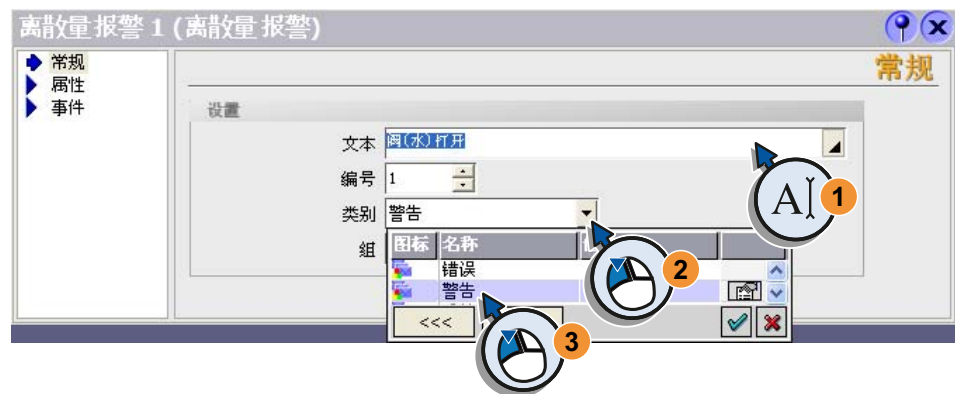 离散量报警 1 (离散量报警)
常规
属性
事件
常规
设置
文本 阀(水)打开
编号 1
类别 警告
组
图标 名称
错误
警告
<<<
A
1
2
3